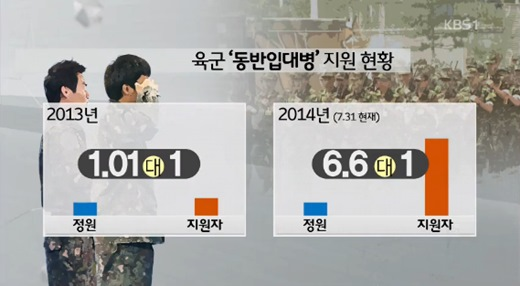 KBS1
육군 '동반입대병' 지원 현황
2013년
1.01 대 1
정원 지원자
2014년 (7.31 현재)
6.6 대 1
정원 지원자